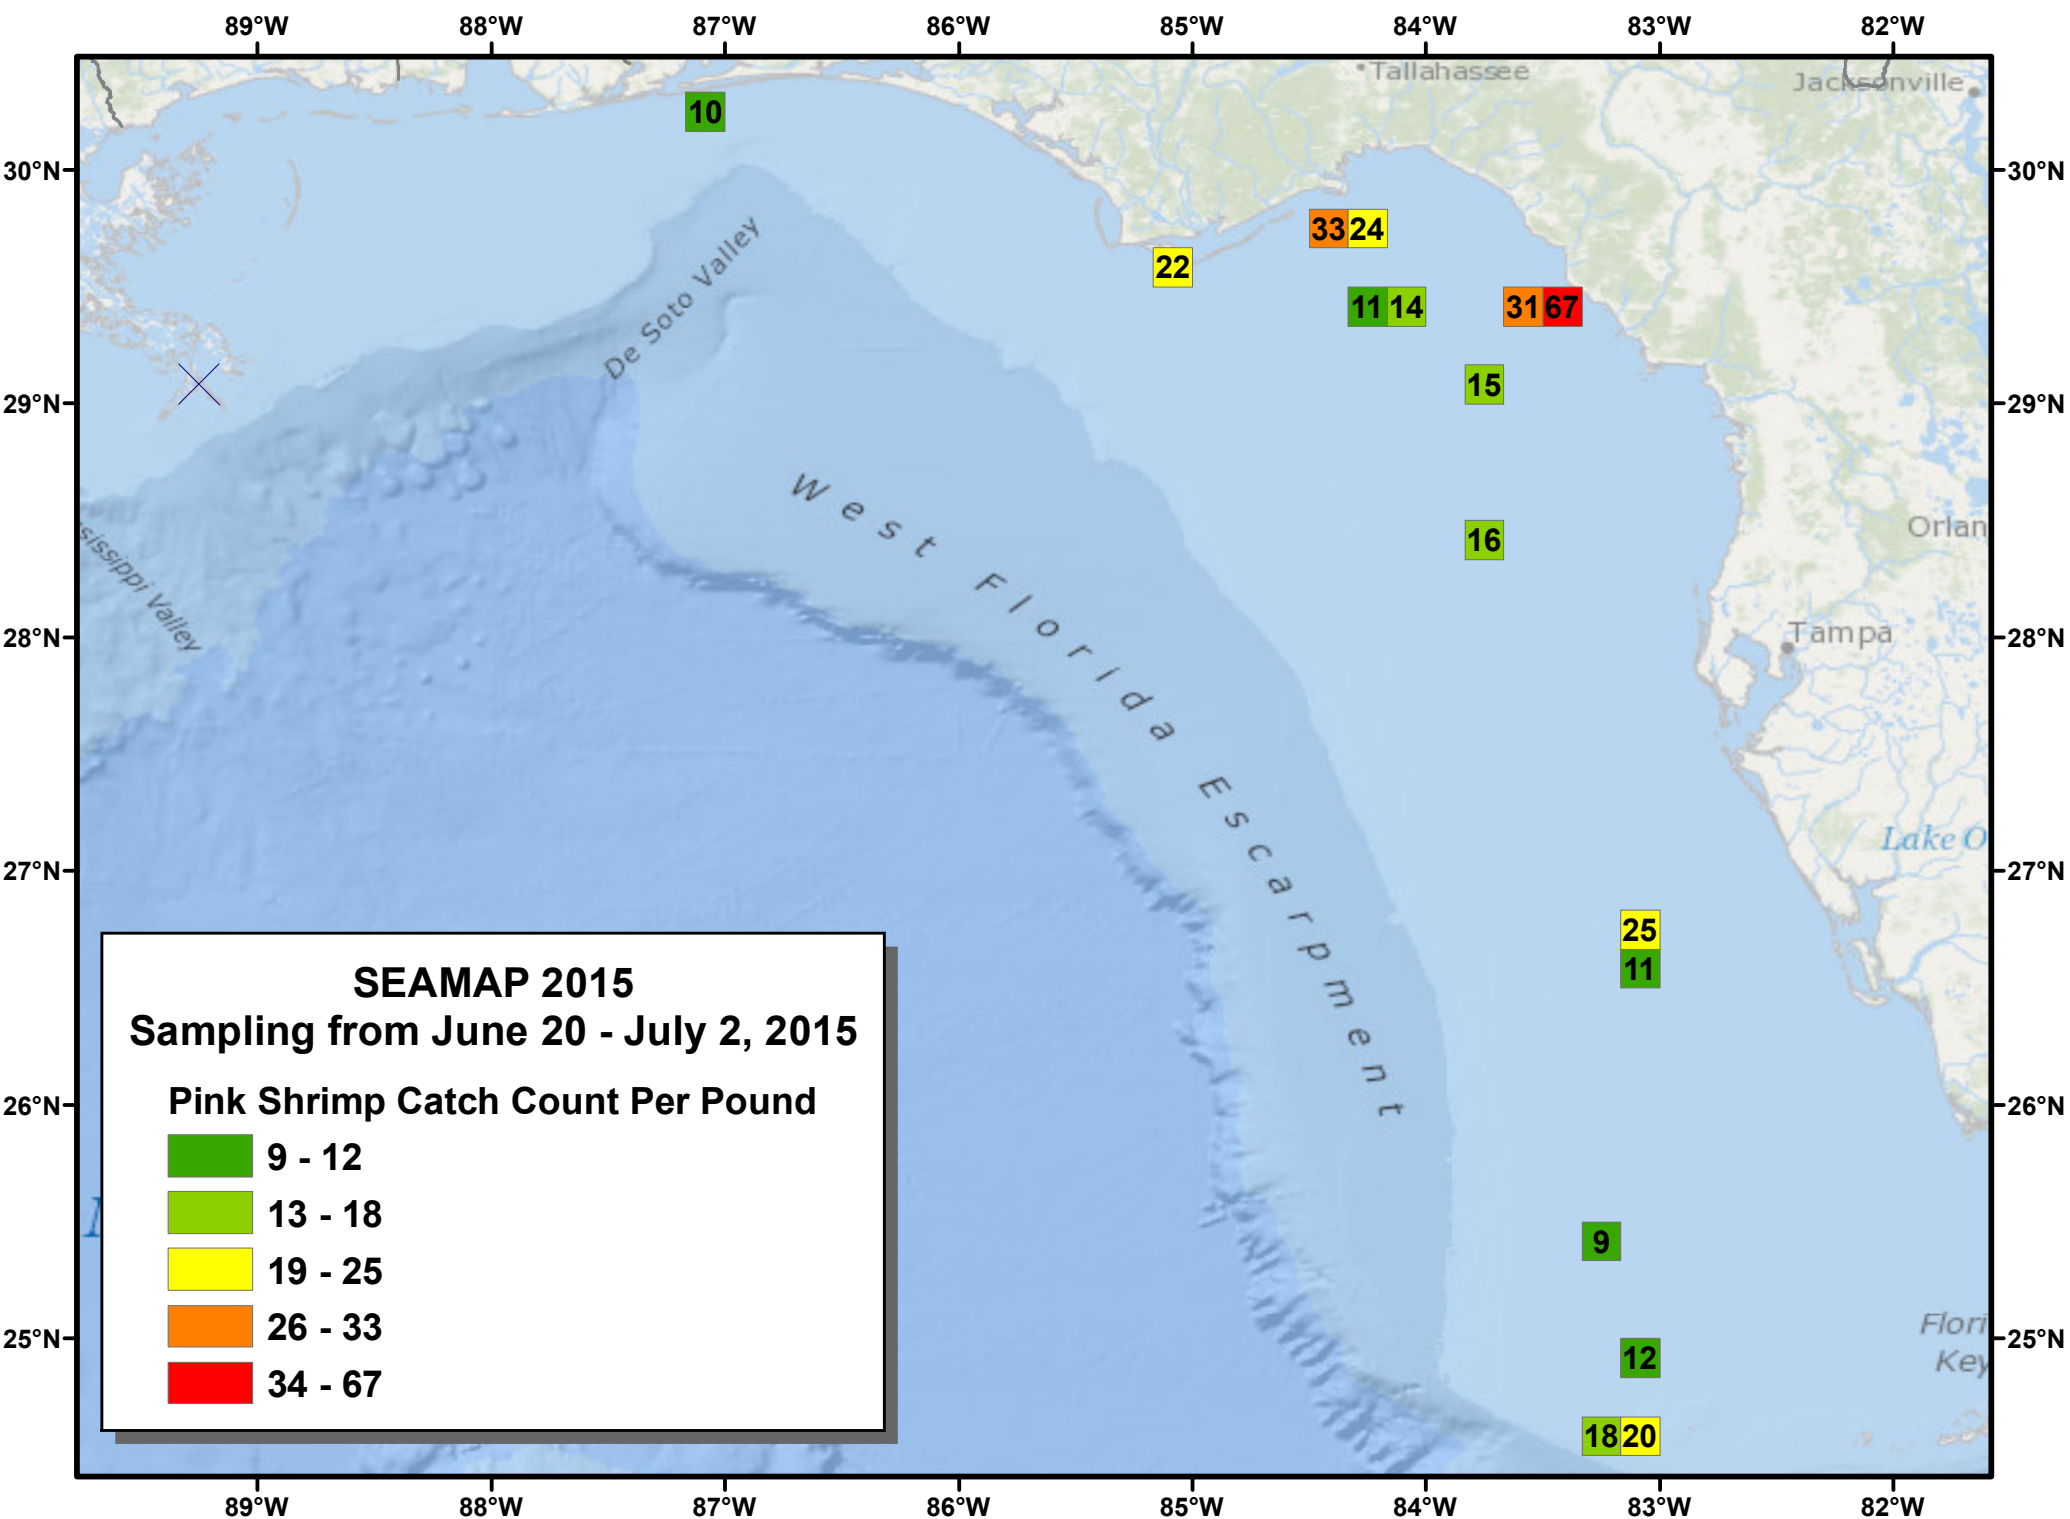 89°W 88°W 87°W 86°W 85°W 84°W 83°W 82°W
Tallahassee
Jacksonville
10
30°N 30°N
33 24
22
De Soto Valley
11 14 31 67
15
29°N 29°N
West Florida Escarpment
16
Orlan
sissippi Valley
28°N 28°N
Tampa
Lake O
27°N 27°N
25
11
SEAMAP 2015
Sampling from June 20 - July 2, 2015
Pink Shrimp Catch Count Per Pound
9 - 12
13 - 18
19 - 25
26 - 33
34 - 67
26°N 26°N
9
Flori
Key
25°N 25°N
12
18 20
89°W 88°W 87°W 86°W 85°W 84°W 83°W 82°W